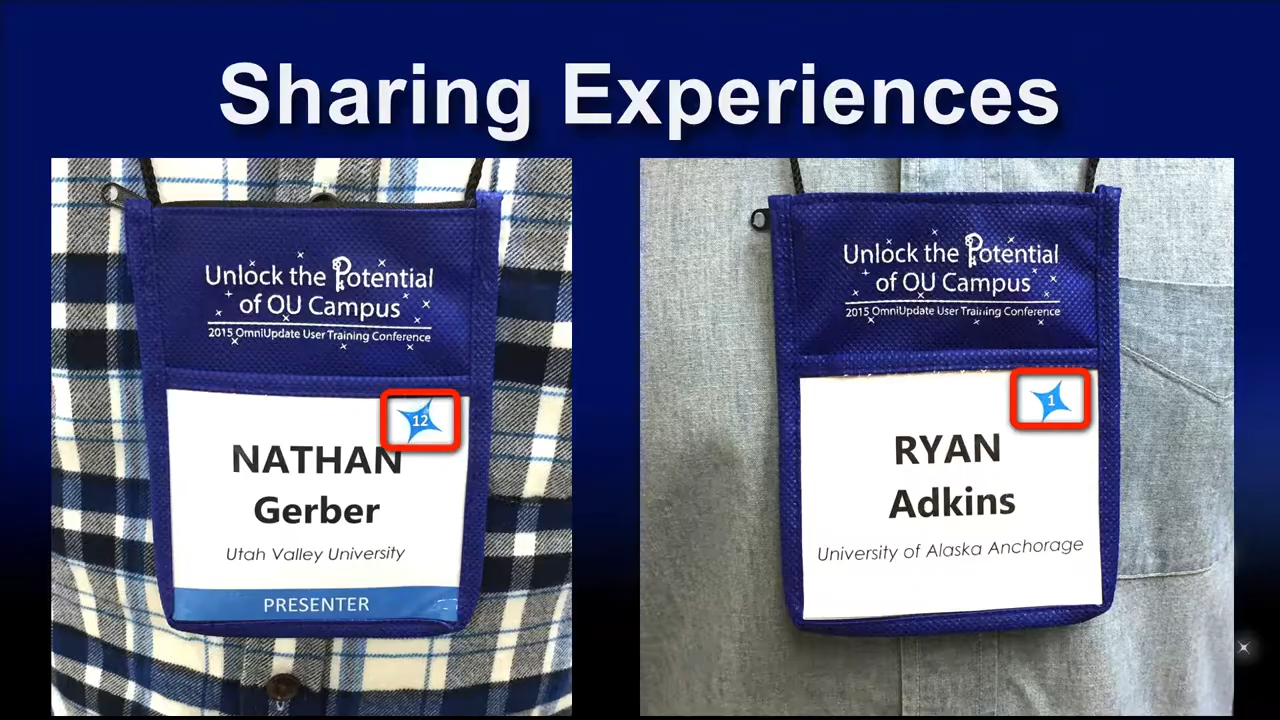 Sharing Experiences
Unlock the Potential
of OU Campus
2015 OmniUpdate User Training Conference
12
NATHAN
Gerber
Utah Valley University
PRESENTER
Unlock the Potential
of OU Campus
2015 OmniUpdate User Training Conference
1
RYAN
Adkins
University of Alaska Anchorage